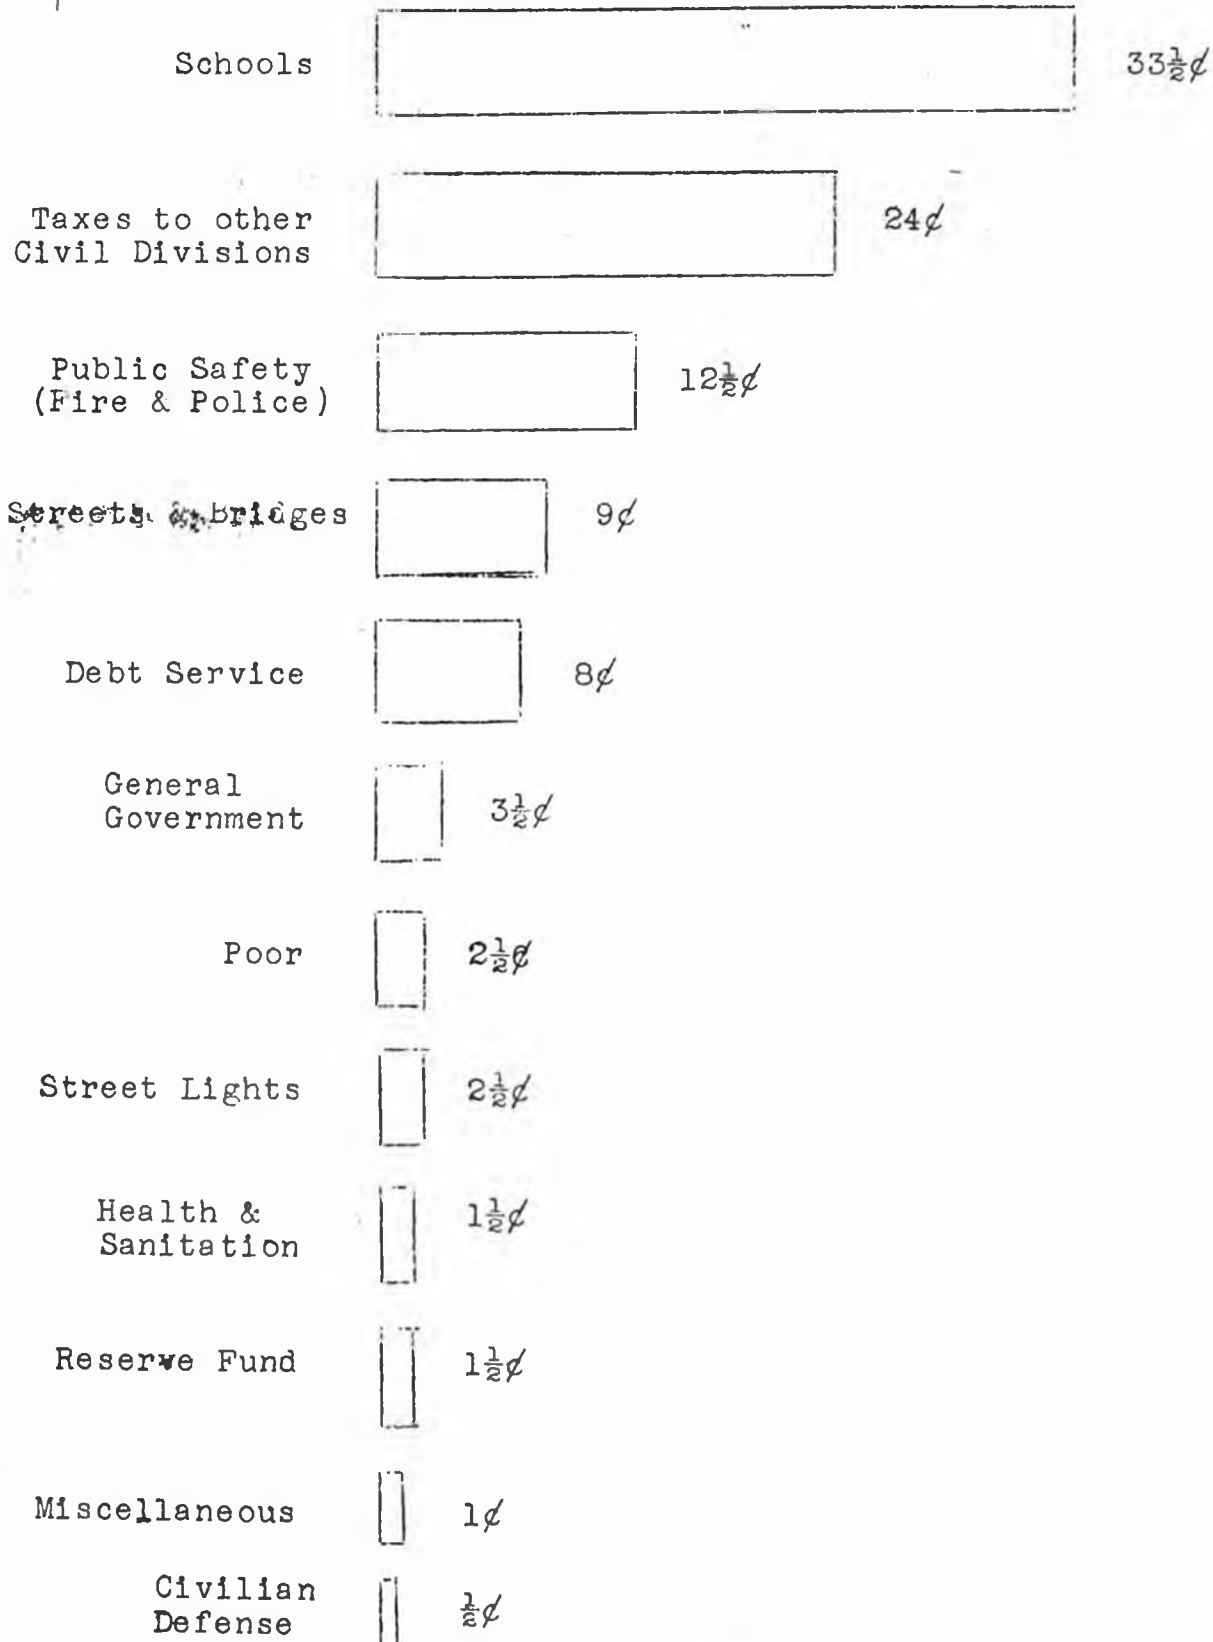 Schools 33½¢
Taxes to other
Civil Divisions 24¢
Public Safety
(Fire & Police) 12½¢
Streets & Bridges 9¢
Debt Service 8¢
General
Government 3½¢
Poor 2½¢
Street Lights 2½¢
Health & 1½¢
Sanitation
Reserve Fund 1½¢
Miscellaneous 1¢
Civilian
Defense ½¢